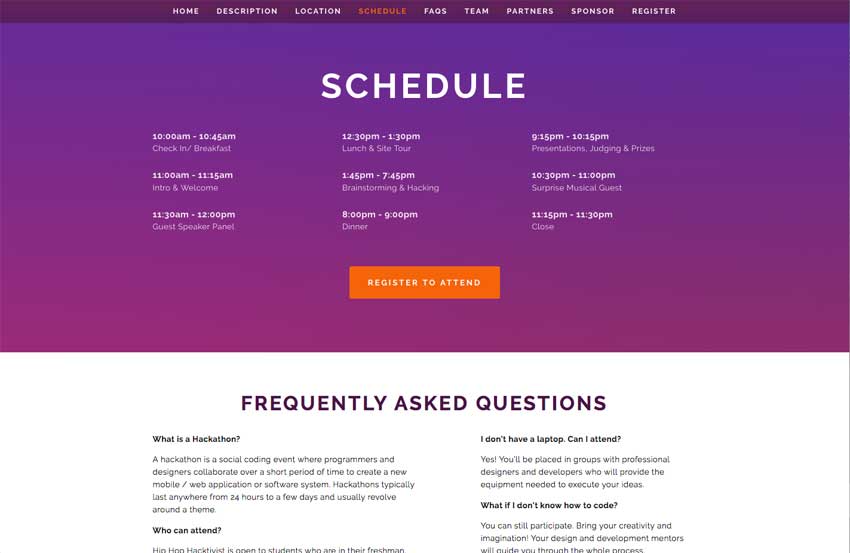 HOME DESCRIPTION LOCATION SCHEDULE FAQS TEAM PARTNERS SPONSOR REGISTER
SCHEDULE
10:00am - 10:45am
Check In/ Breakfast
11:00am - 11:15am
Intro & Welcome
11:30am - 12:00pm
Guest Speaker Panel
12:30pm - 1:30pm
Lunch & Site Tour
1:45pm - 7:45pm
Brainstorming & Hacking
8:00pm - 9:00pm
Dinner
9:15pm - 10:15pm
Presentations, Judging & Prizes
10:30pm - 11:00pm
Surprise Musical Guest
11:15pm - 11:30pm
Close
REGISTER TO ATTEND
FREQUENTLY ASKED QUESTIONS
What is a Hackathon?
A hackathon is a social coding event where programmers and
designers collaborate over a short period of time to create a new
mobile / web application or software system. Hackathons typically
last anywhere from 24 hours to a few days and usually revolve
around a theme.
Who can attend?
Hip Hop Hacktivist is open to students who are in their freshman,
I don't have a laptop. Can I attend?
Yes! You'll be placed in groups with professional
designers and developers who will provide the
equipment needed to execute your ideas.
What if I don't know how to code?
You can still participate. Bring your creativity and
imagination! Your design and development mentors
will guide you through the whole process.